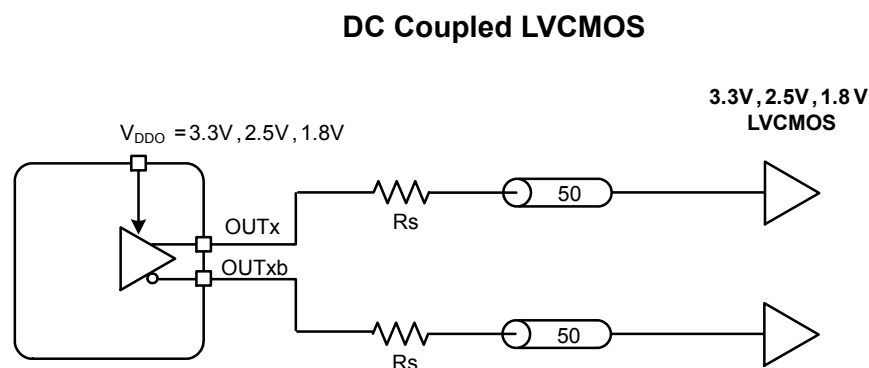 DC Coupled LVCMOS
3.3V, 2.5V, 1.8 V
LVCMOS
VDDO = 3.3V, 2.5V, 1.8V
OUTx
Rs
50
OUTxb
Rs
50